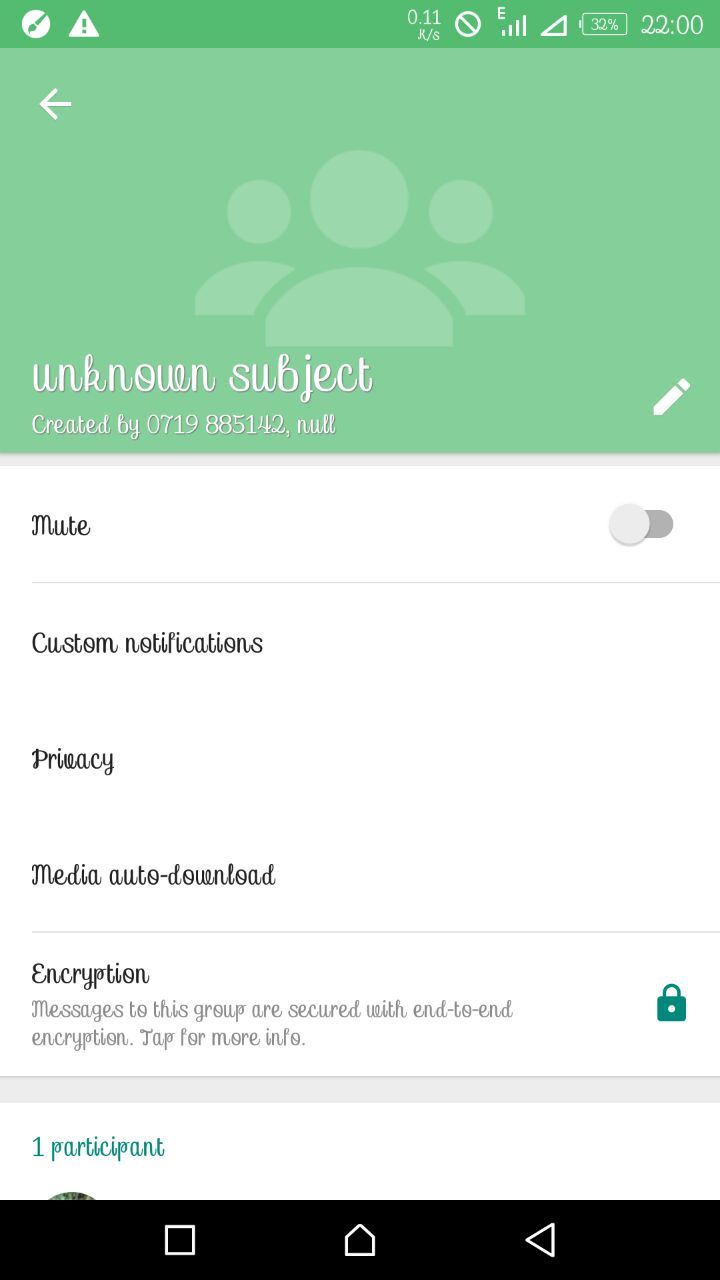 0.11
K/s
E
32%
22:00
unknown subject
Created by 0719 885142, null
Mute
Custom notifications
Privacy
Media auto-download
Encryption
Messages to this group are secured with end-to-end
encryption. Tap for more info.
1 participant